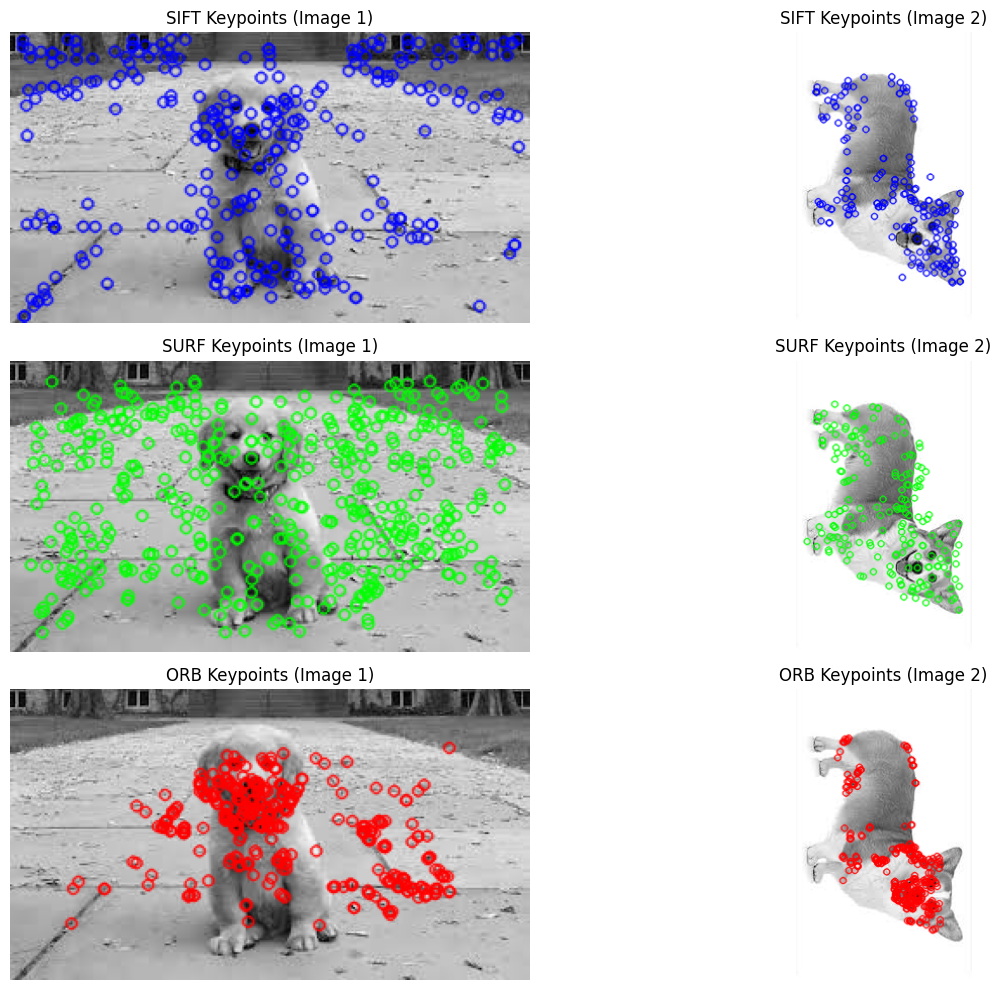 SIFT Keypoints (Image 1)
SIFT Keypoints (Image 2)
SURF Keypoints (Image 1)
SURF Keypoints (Image 2)
ORB Keypoints (Image 1)
ORB Keypoints (Image 2)